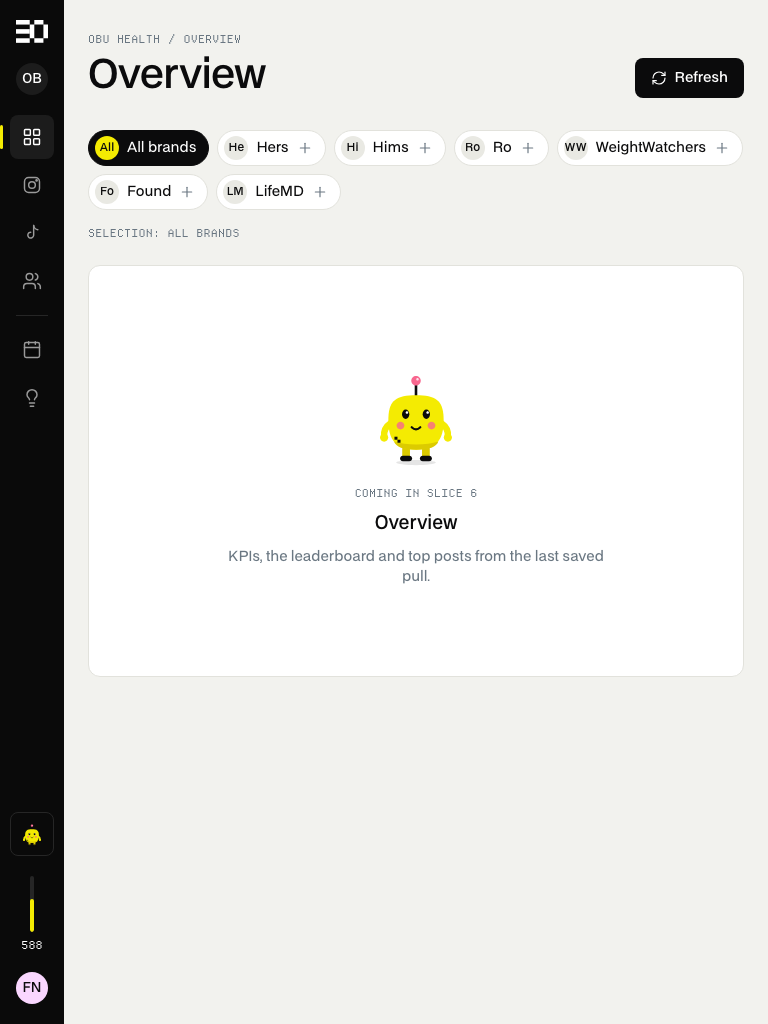 OB
OBU HEALTH / OVERVIEW
Overview
Refresh
All All brands
He Hers
HI Hims
Ro Ro
WW WeightWatchers
Fo Found
LM LifeMD
SELECTION: ALL BRANDS
COMING IN SLICE 6
Overview
KPIs, the leaderboard and top posts from the last saved
pull.
588
FN